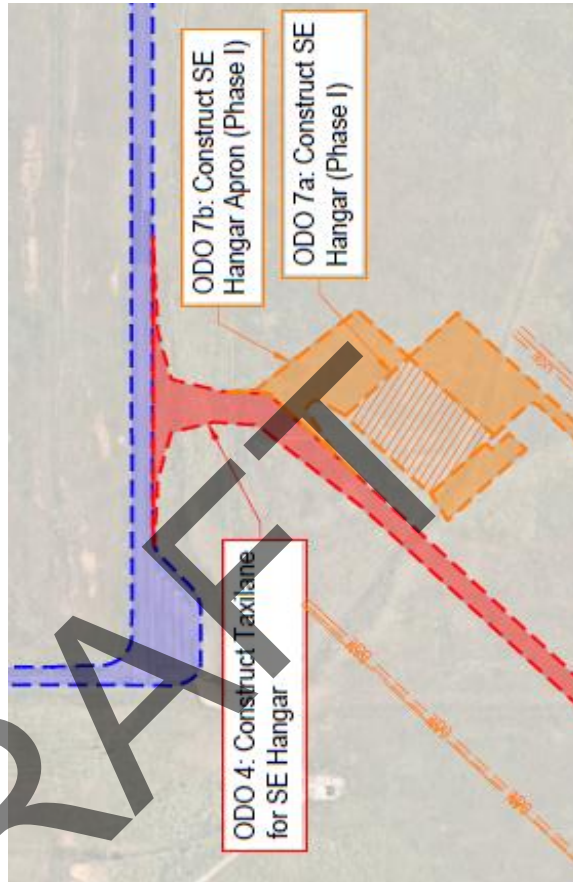 ODO 7b: Construct SE
Hangar Apron (Phase I)
ODO 7a: Construct SE
Hangar (Phase I)
ODO 4: Construct Taxilane
for SE Hangar
RAFT